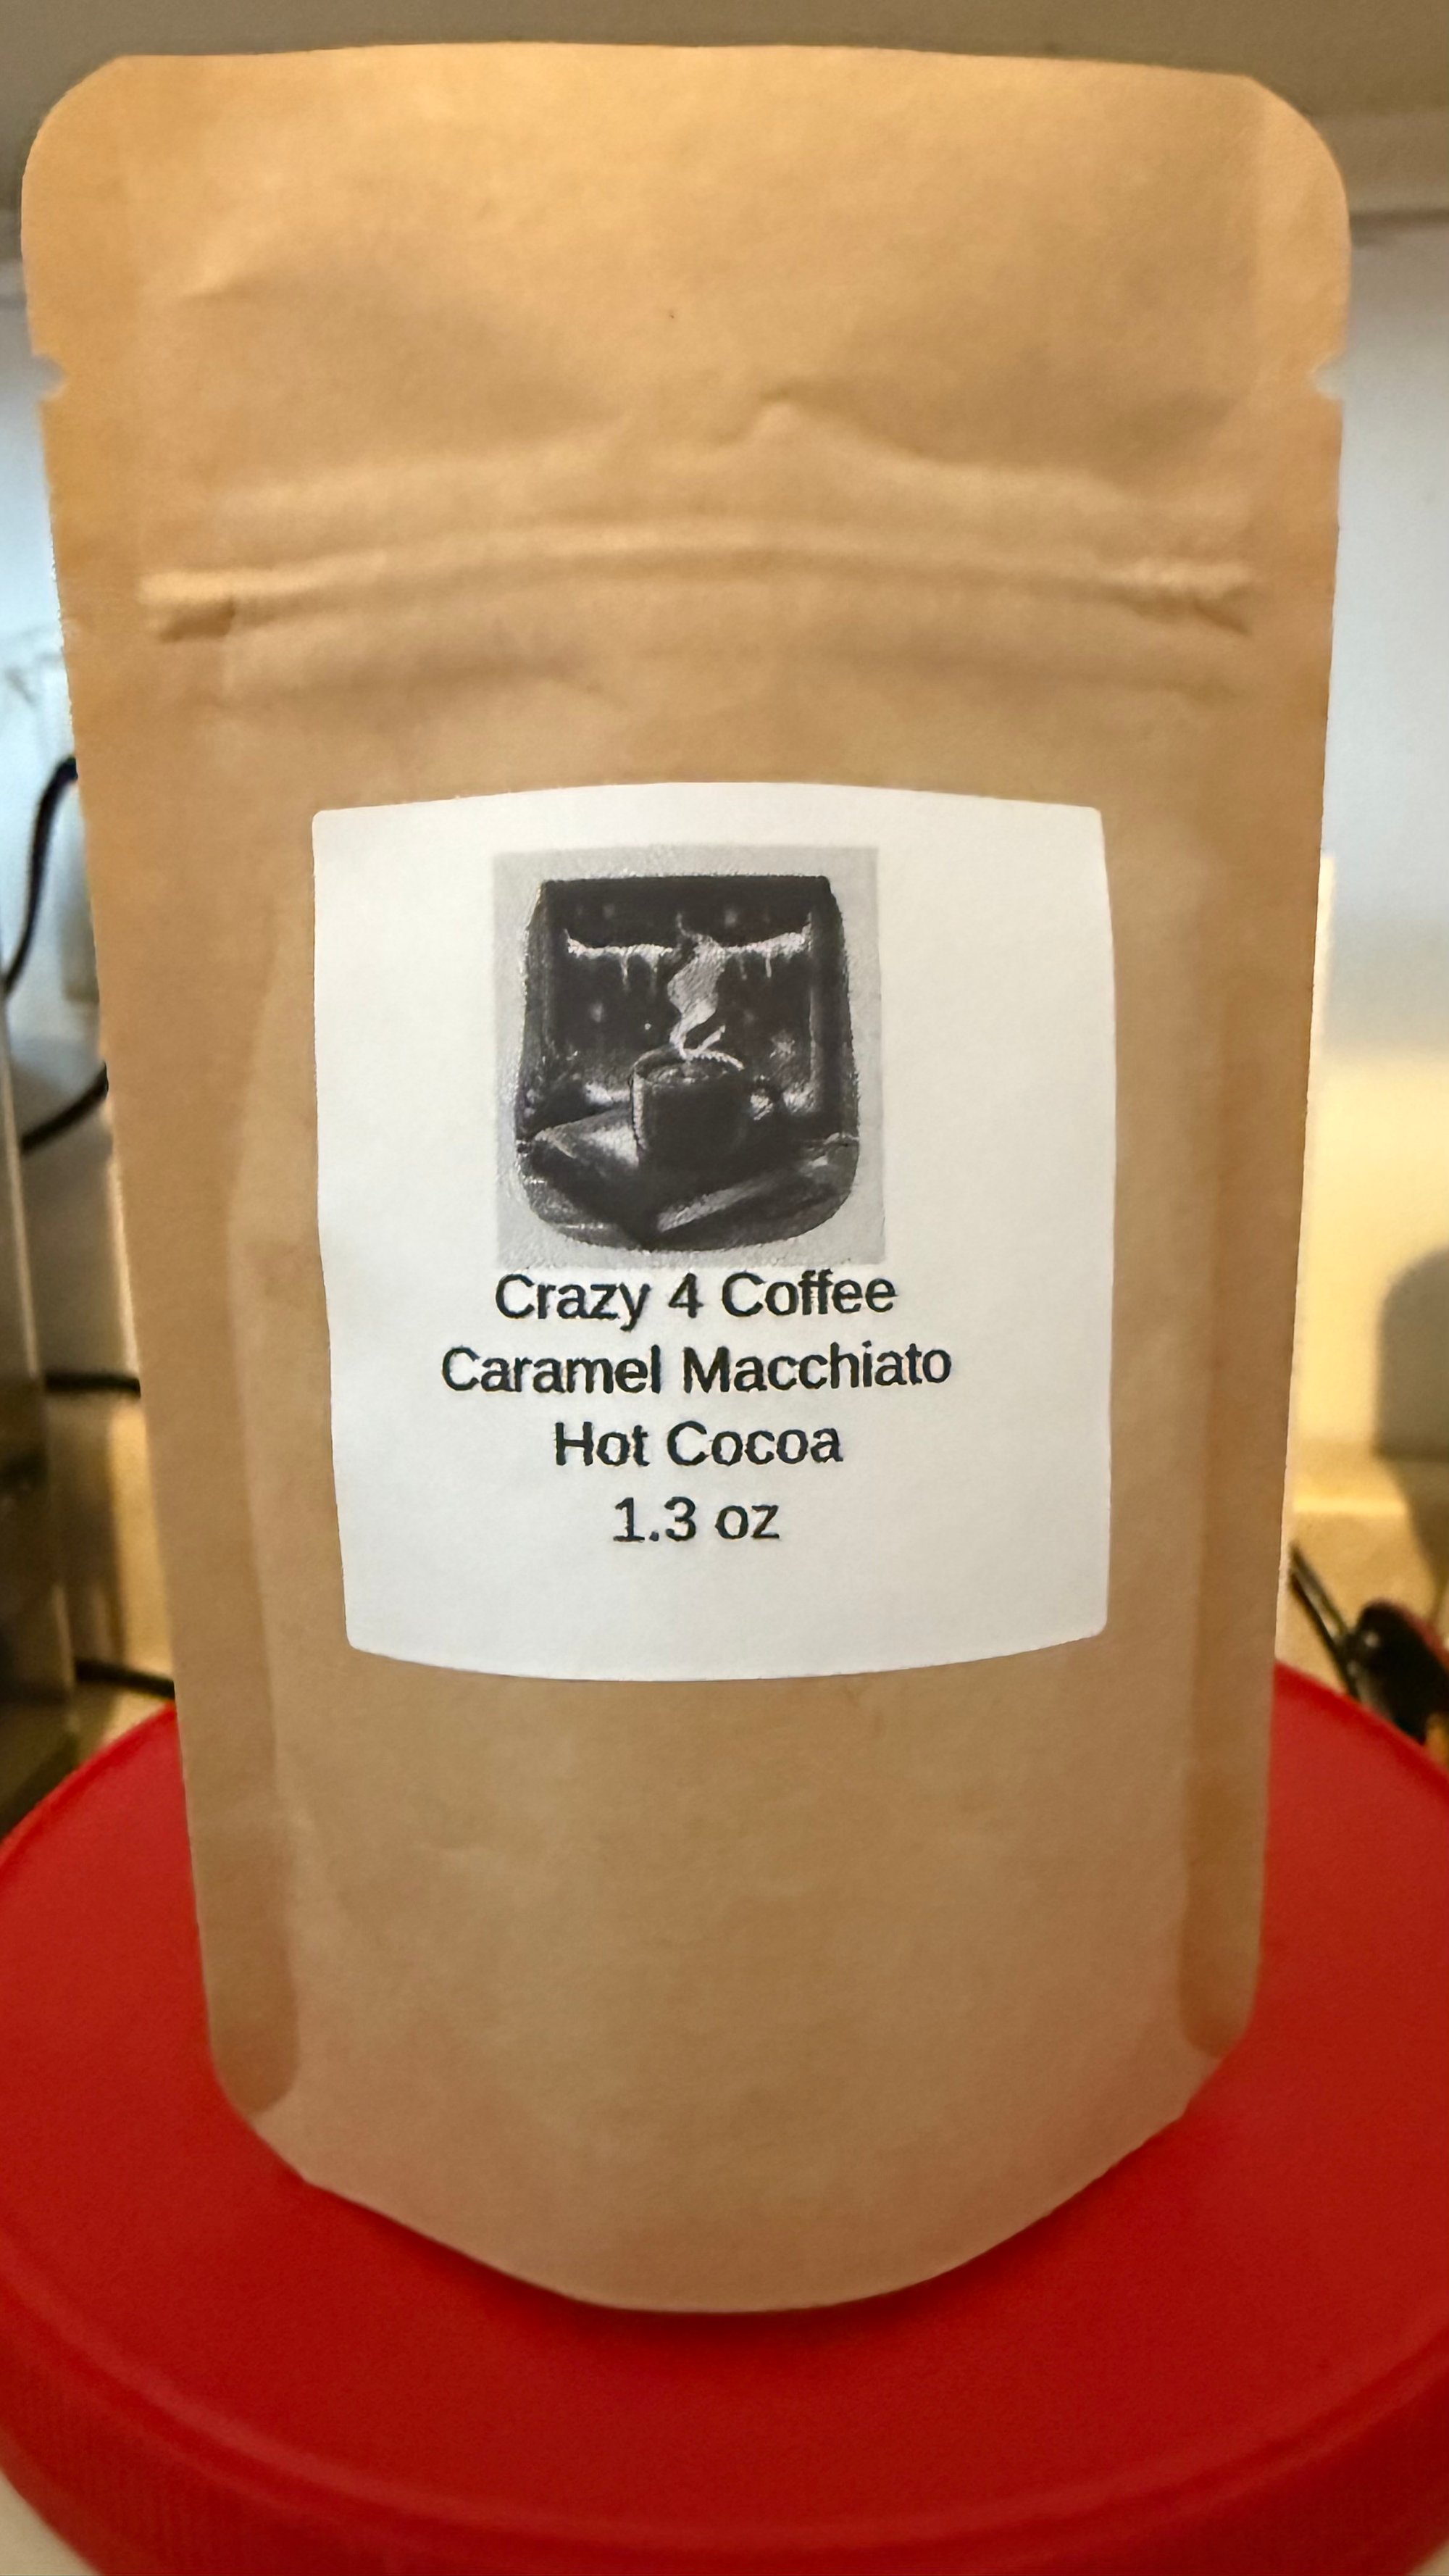 Crazy 4 Coffee
Caramel Macchiato
Hot Cocoa
1.3 oz